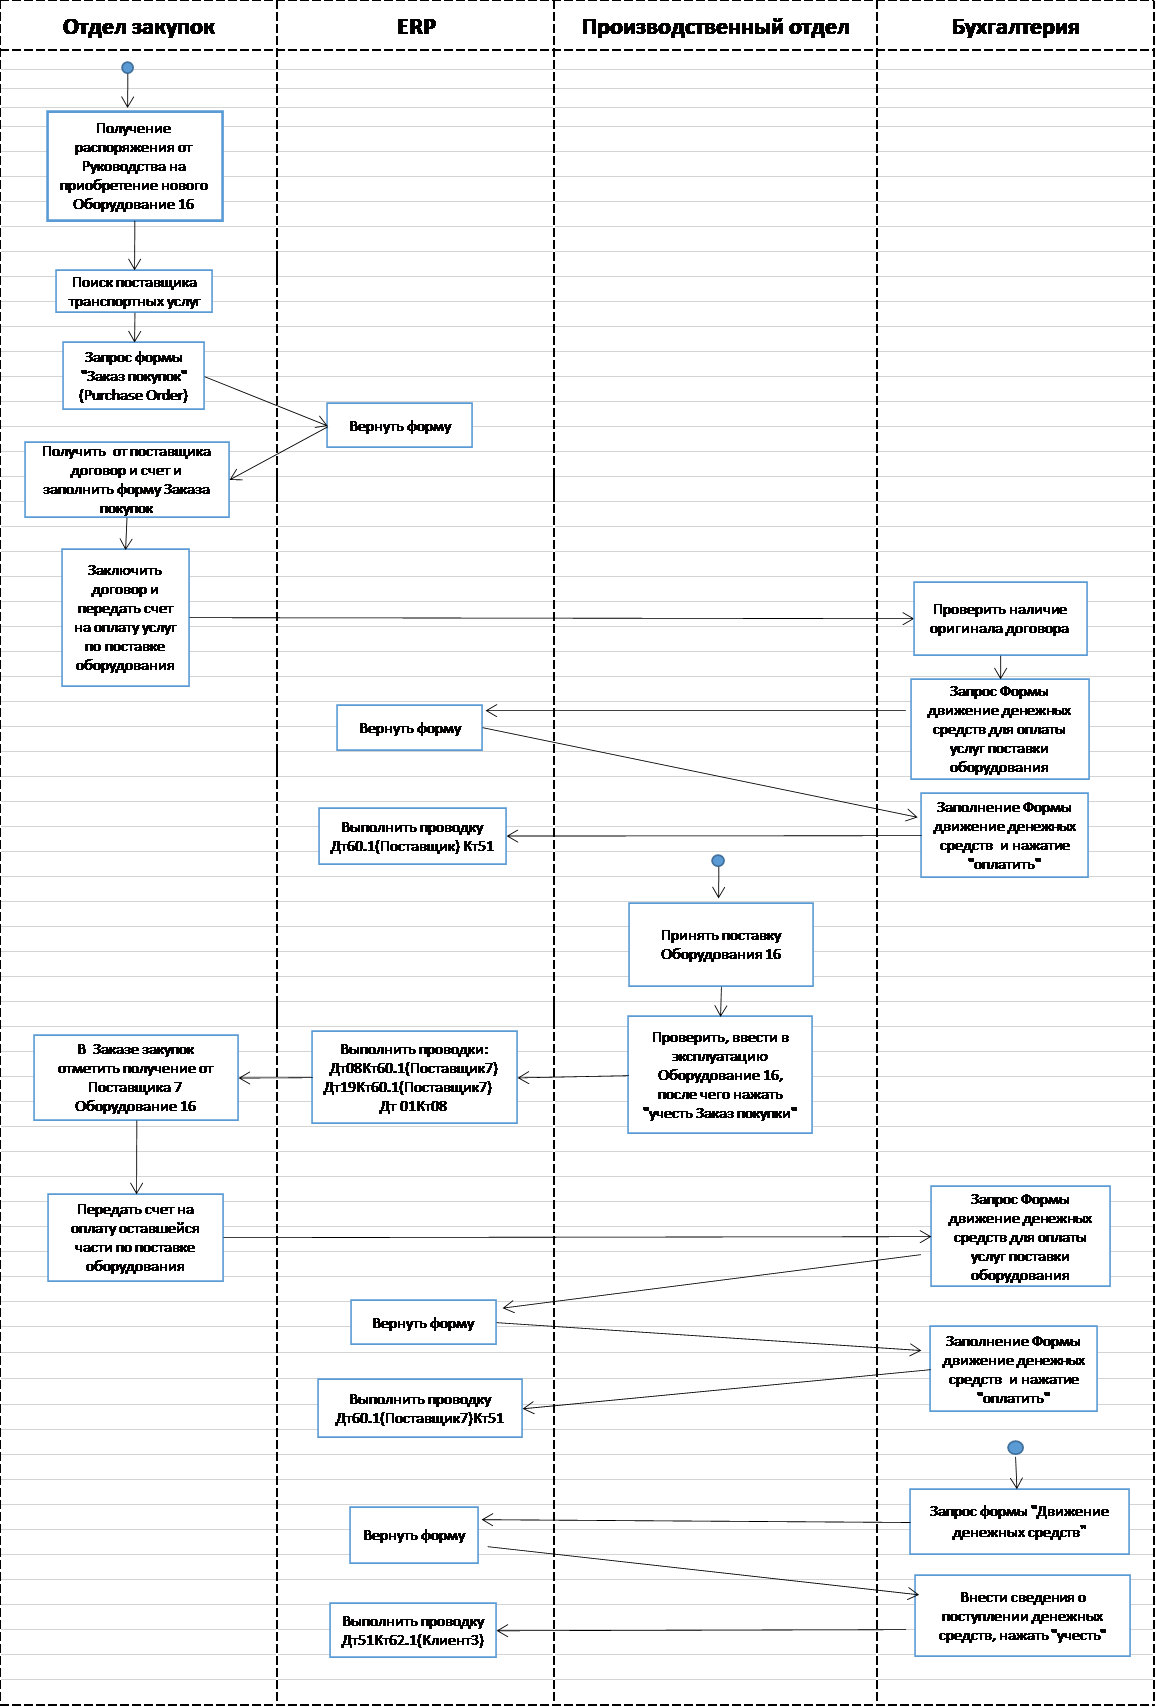 Отдел закупок
ERP
Производственный отдел
Бухгалтерия
Получение
распоряжения от
Руководства на
приобретение нового
Оборудование 16
Поиск поставщика
транспортных услуг
Запрос формы
"Заказ покупок"
(Purchase Order)
Вернуть форму
Получить от поставщика
договор и счет и
заполнить форму Заказа
покупок
Заключить
договор и
передать счет
на оплату услуг
по поставке
оборудования
Проверить наличие
оригинала договора
Запрос Формы
движение денежных
средств для оплаты
услуг поставки
оборудования
Вернуть форму
Заполнение Формы
движение денежных
средств и нажатие
"оплатить"
Выполнить проводку
Дт60.1(Поставщик) Кт51
Принять поставку
Оборудования 16
Проверить, ввести в
эксплуатацию
Оборудование 16,
после чего нажать
"учесть Заказ покупки"
Выполнить проводки:
Дт08Кт60.1(Поставщик7)
Дт19Кт60.1(Поставщик7)
Дт 01Кт08
В Заказе закупок
отметить получение от
Поставщика 7
Оборудование 16
Передать счет на
оплату оставшейся
части по поставке
оборудования
Запрос Формы
движение денежных
средств для оплаты
услуг поставки
оборудования
Вернуть форму
Заполнение Формы
движение денежных
средств и нажатие
"оплатить"
Выполнить проводку
Дт60.1(Поставщик7)Кт51
Запрос формы "Движение
денежных средств"
Вернуть форму
Внести сведения о
поступлении денежных
средств, нажать "учесть"
Выполнить проводку
Дт51Кт62.1(Клиент3)